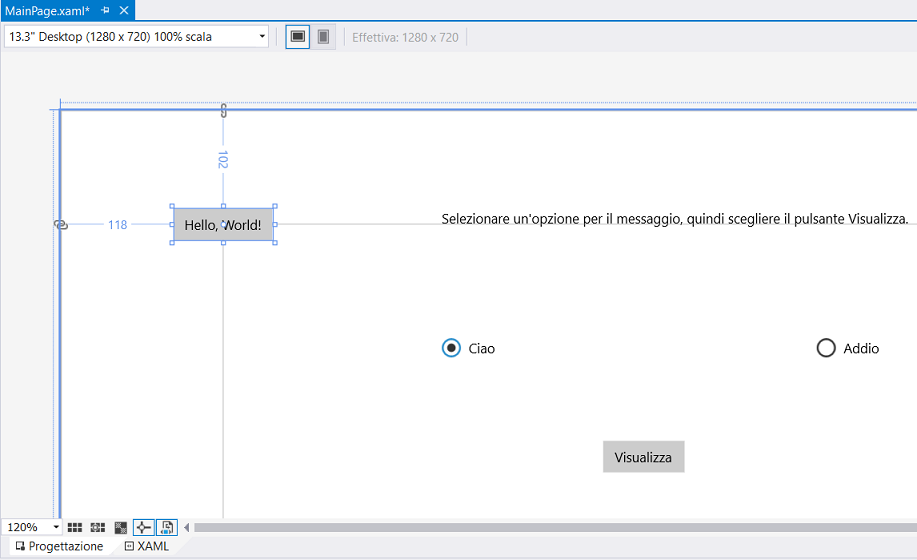 MainPage.xaml*
13.3" Desktop (1280 x 720) 100% scala
Effettiva: 1280 x 720
102
118
Hello, World!
Selezionare un'opzione per il messaggio, quindi scegliere il pulsante Visualizza.
Ciao
Addio
Visualizza
120%
Progettazione
XAML